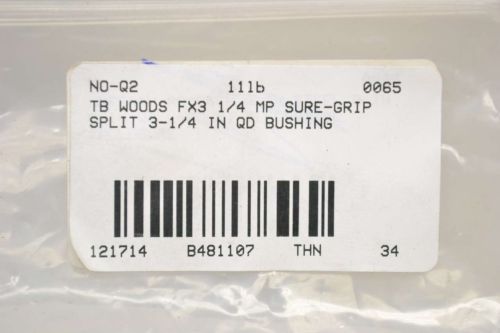 NO-Q2 11lb 0065
TB WOODS FX3 1/4 MP SURE-GRIP
SPLIT 3-1/4 IN QD BUSHING
121714 B481107 THN 34